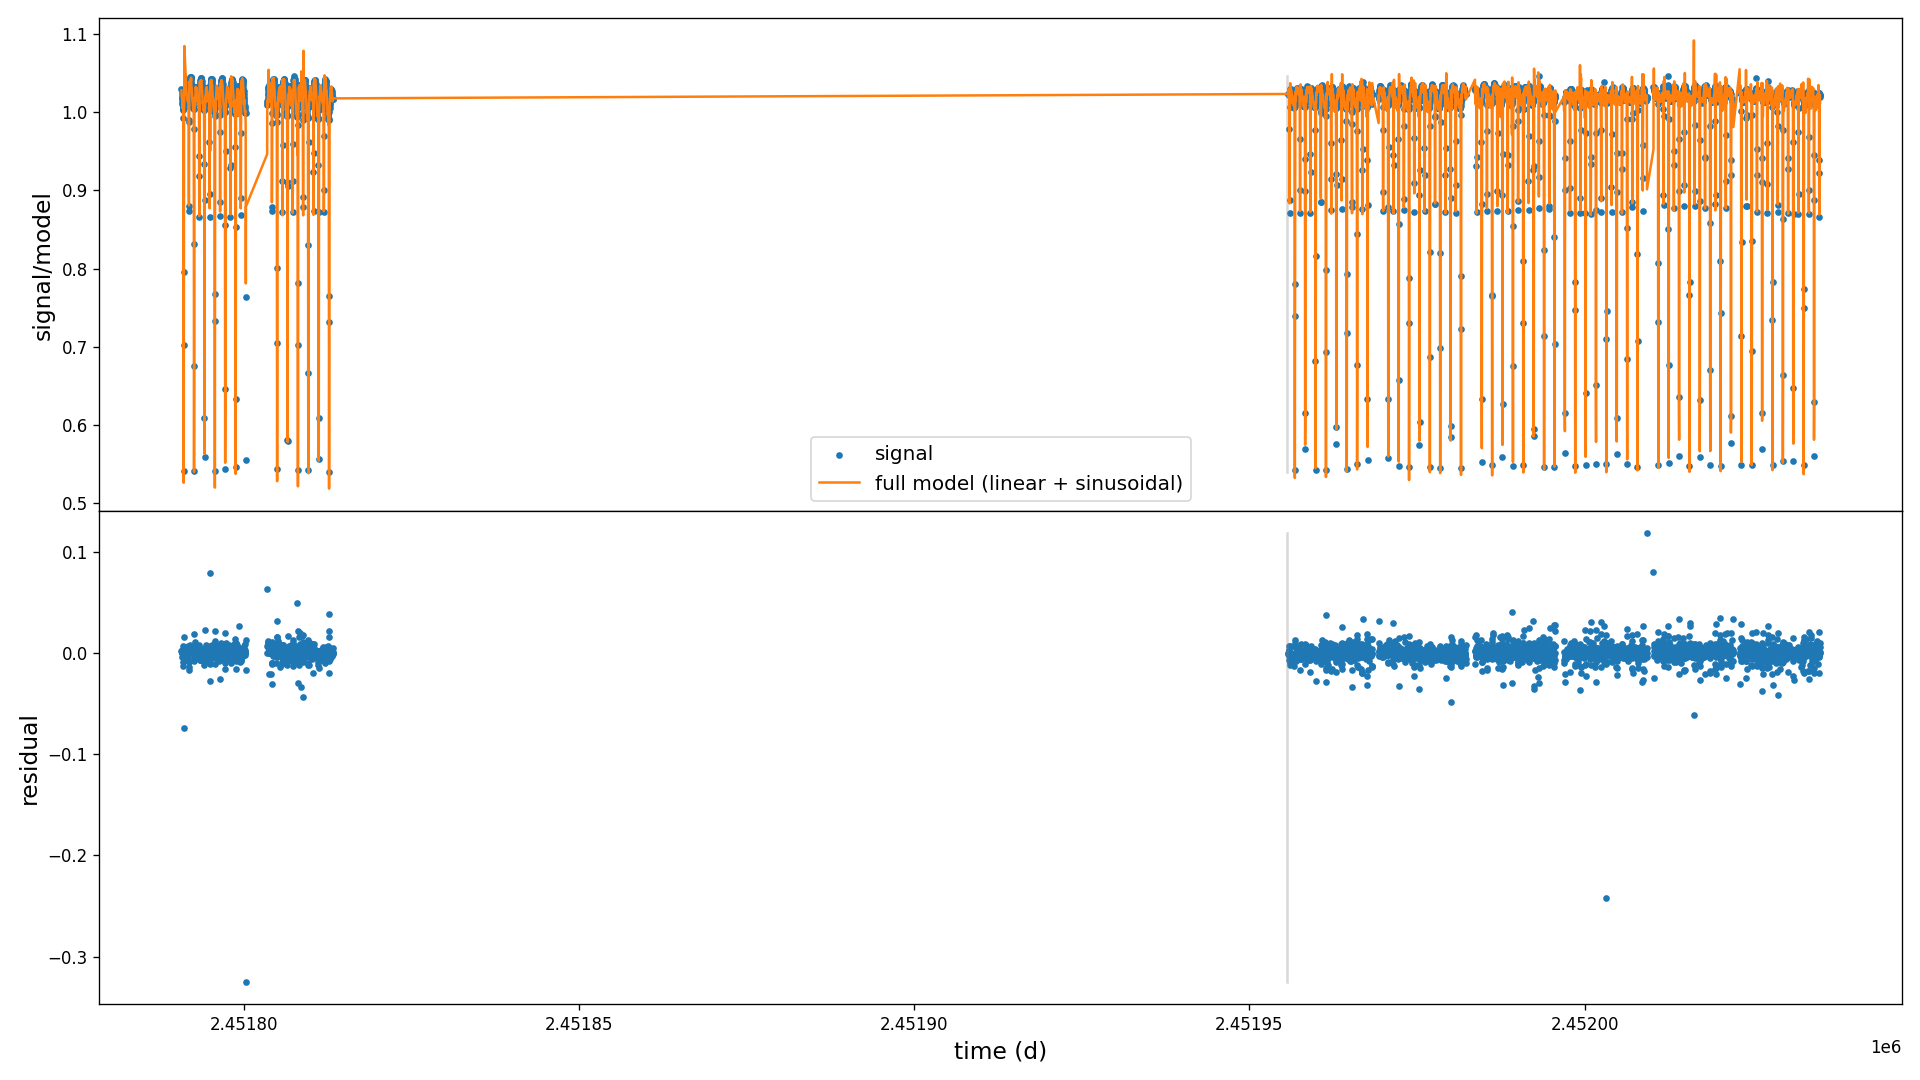 1.1
1.0
0.9
0.8
0.7
0.6
0.5
signal/model
signal
full model (linear + sinusoidal)
0.1
0.0
−0.1
−0.2
−0.3
residual
2.45180
2.45185
2.45190
2.45195
2.45200
1e6
time (d)